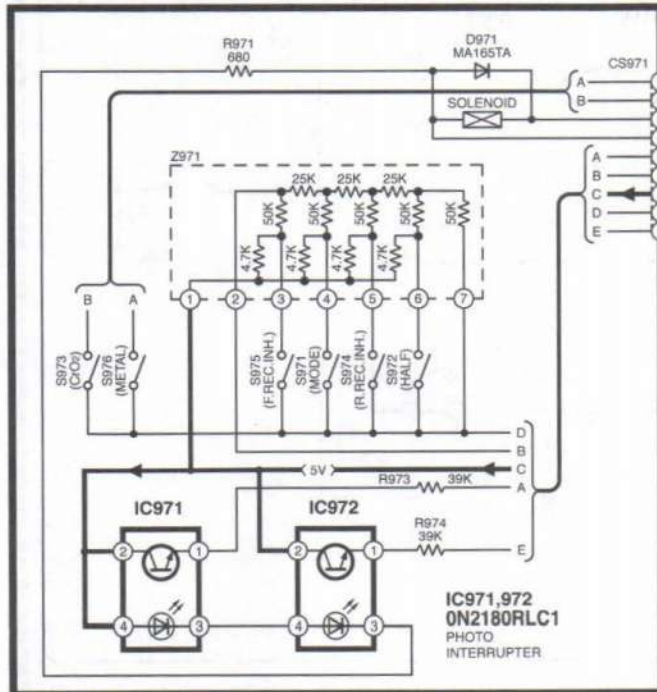 R971
680
D971
MA165TA
CS971
A
B
SOLENOID
Z971
25K 25K 25K
50K 50K 50K 50K
4.7K 4.7K 4.7K 4.7K
A
B
C
D
E
B A
1 2 3 4 5 6 7
S973
(CrO2)
S976
(METAL)
S975
(F.REC.INH.)
S971
(MODE)
S974
(R.REC.INH.)
S972
(HALF)
D
B
C
A
E
5V
R973 39K
IC971 IC972
R974
39K
2 1 2 1
4 3 4 3
IC971,972
0N2180RLC1
PHOTO
INTERRUPTER